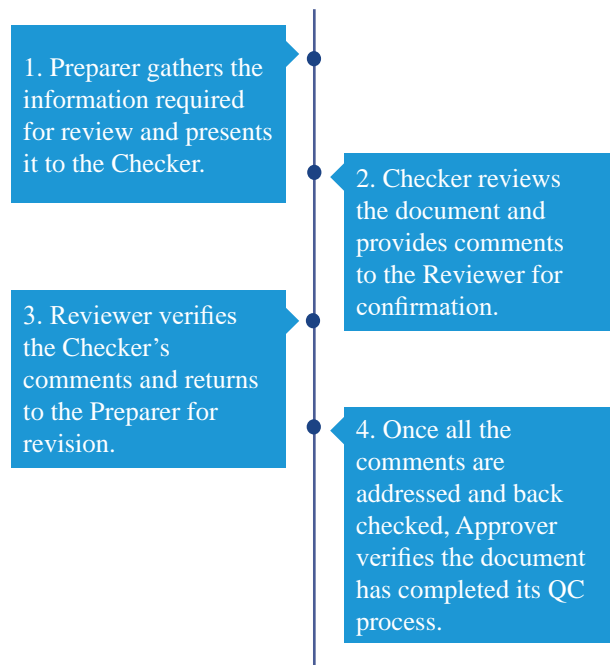 1. Preparer gathers the
information required
for review and presents
it to the Checker.
2. Checker reviews
the document and
provides comments
to the Reviewer for
confirmation.
3. Reviewer verifies
the Checker’s
comments and returns
to the Preparer for
revision.
4. Once all the
comments are
addressed and back
checked, Approver
verifies the document
has completed its QC
process.